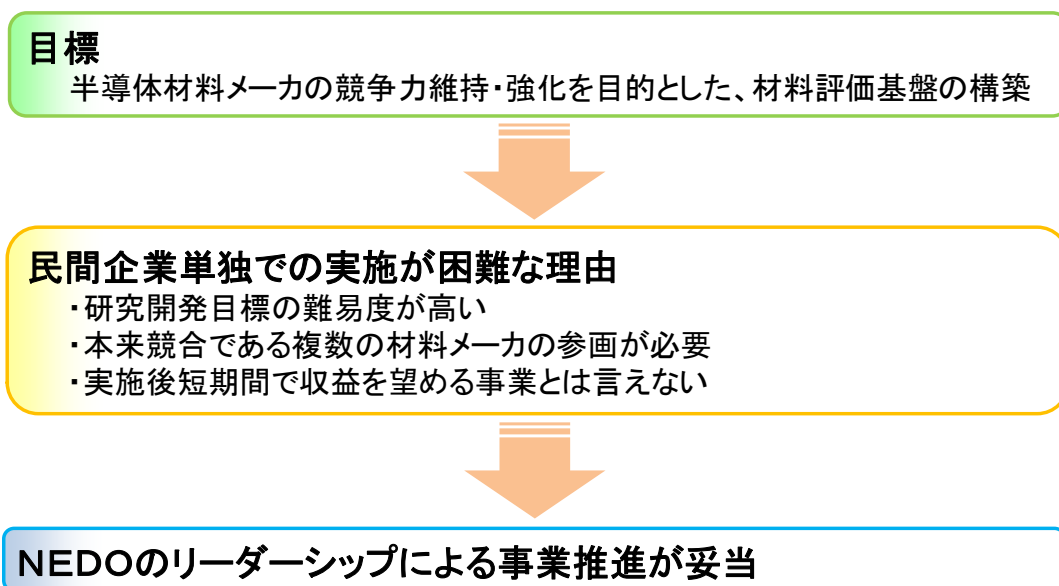 目標
半導体材料メーカの競争力維持・強化を目的とした、材料評価基盤の構築
民間企業単独での実施が困難な理由
・研究開発目標の難易度が高い
・本来競合である複数の材料メーカの参画が必要
・実施後短期間で収益を望める事業とは言えない
ＮＥＤＯのリーダーシップによる事業推進が妥当